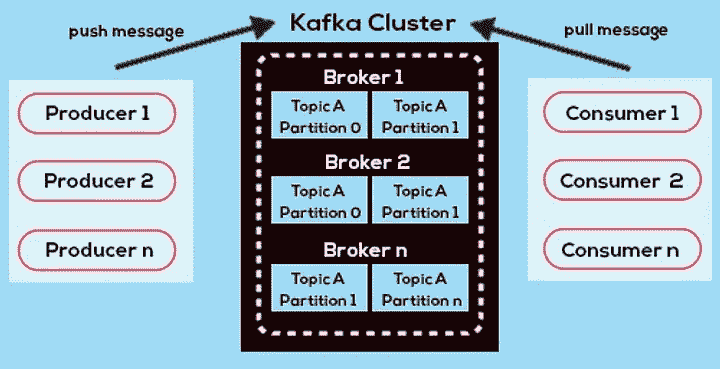 push message
Kafka Cluster
pull message
Producer 1
Producer 2
Producer n
Broker 1
Topic A
Partition 0
Topic A
Partition 1
Broker 2
Topic A
Partition 0
Topic A
Partition 1
Broker n
Topic A
Partition 1
Topic A
Partition n
Consumer 1
Consumer 2
Consumer n